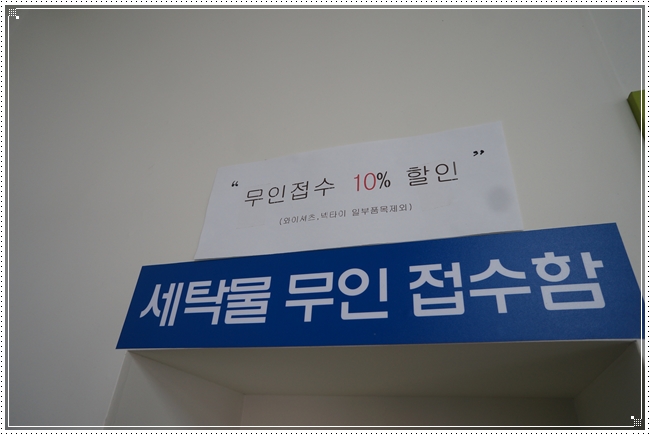 “ 무인접수 10% 할인 ”
(와이셔츠,넥타이 일부품목제외)
세탁물 무인 접수함